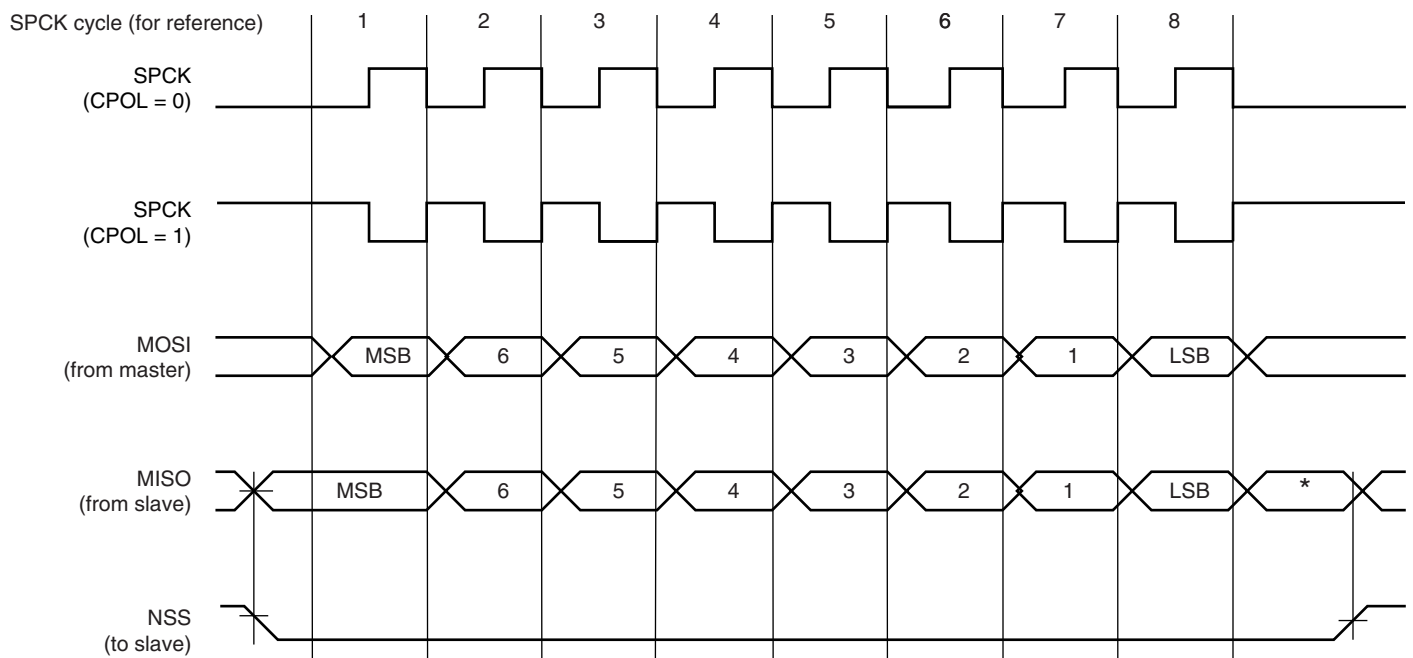 SPCK cycle (for reference) 1 2 3 4 5 6 7 8
SPCK
(CPOL = 0)
SPCK
(CPOL = 1)
MOSI
(from master)
MSB 6 5 4 3 2 1 LSB
MISO
(from slave)
MSB 6 5 4 3 2 1 LSB *
NSS
(to slave)